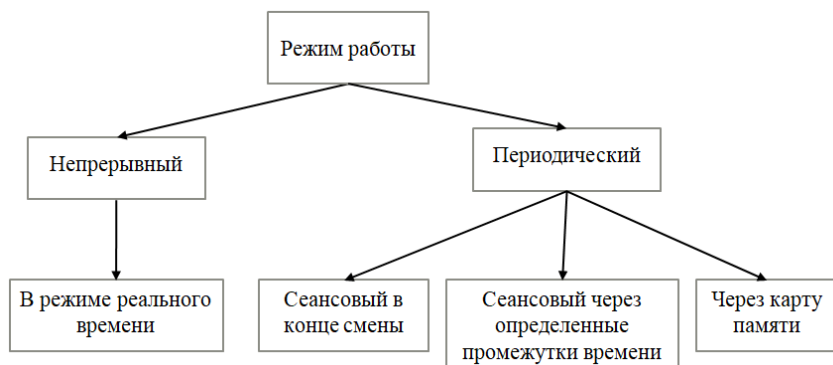 Режим работы
Непрерывный
Периодический
В режиме реального
времени
Сеансовый в
конце смены
Сеансовый через
определенные
промежутки времени
Через карту
памяти